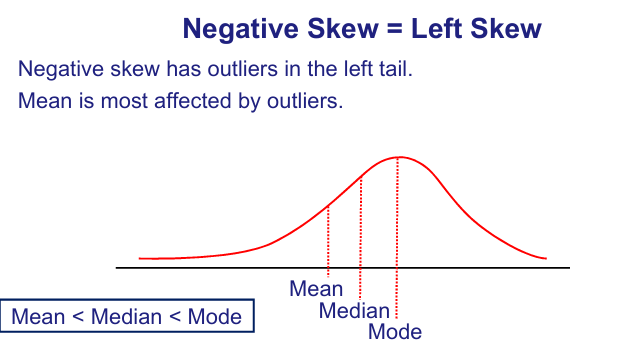 Negative Skew = Left Skew
Negative skew has outliers in the left tail.
Mean is most affected by outliers.
Mean
Median
Mode
Mean < Median < Mode